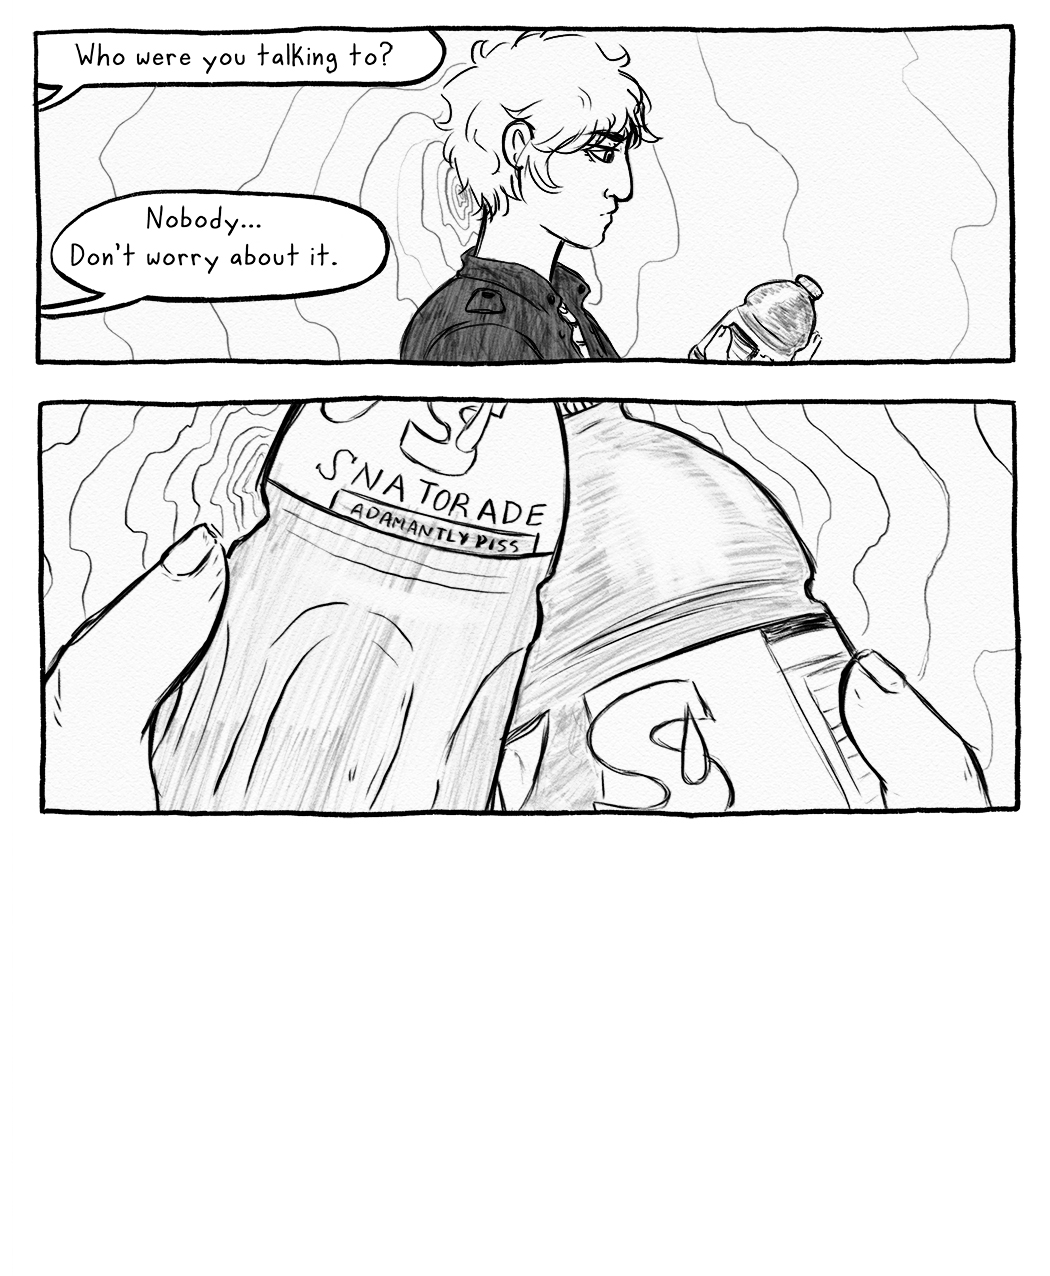 Who were you talking to?
Nobody...
Don't worry about it.
S'NATORADE
ADAMANTLY PISS
S